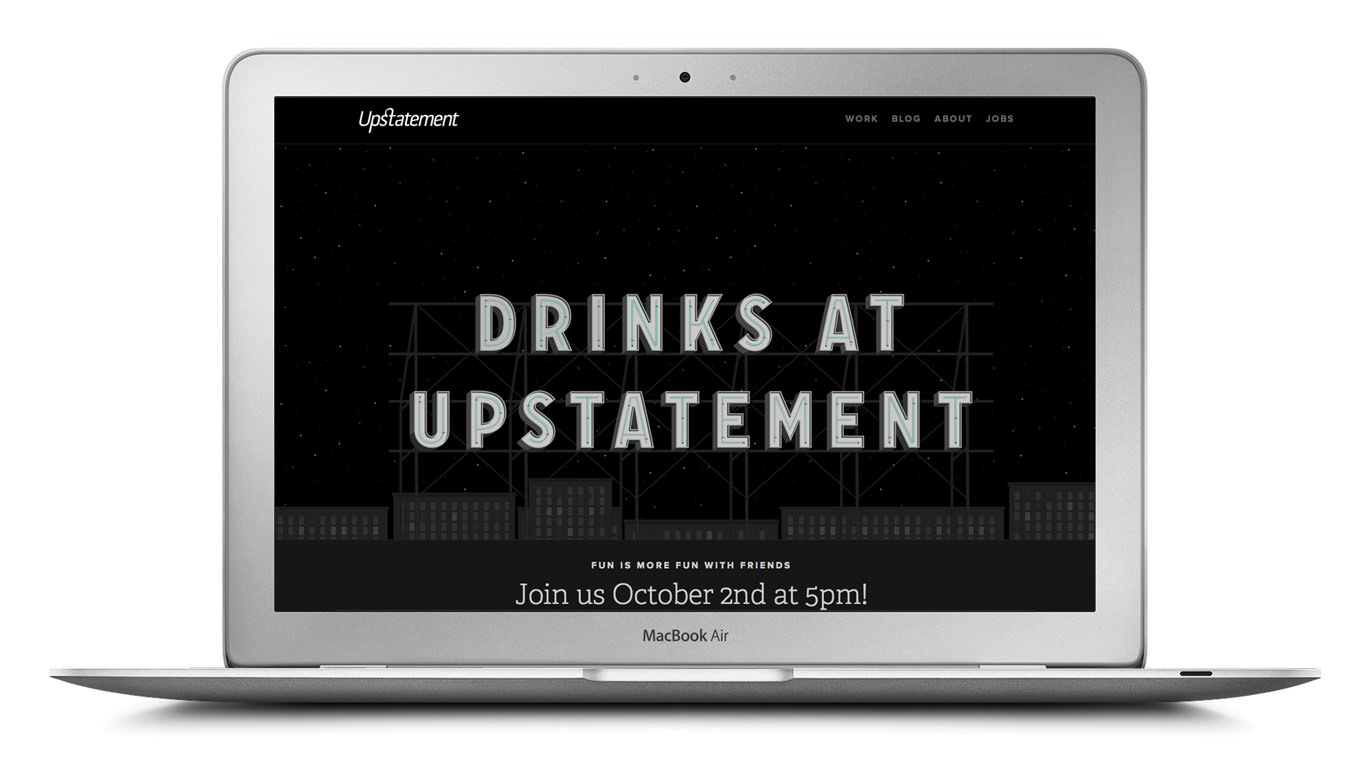 Upstatement
WORK BLOG ABOUT JOBS
DRINKS AT
UPSTATEMENT
FUN IS MORE FUN WITH FRIENDS
Join us October 2nd at 5pm!
MacBook Air